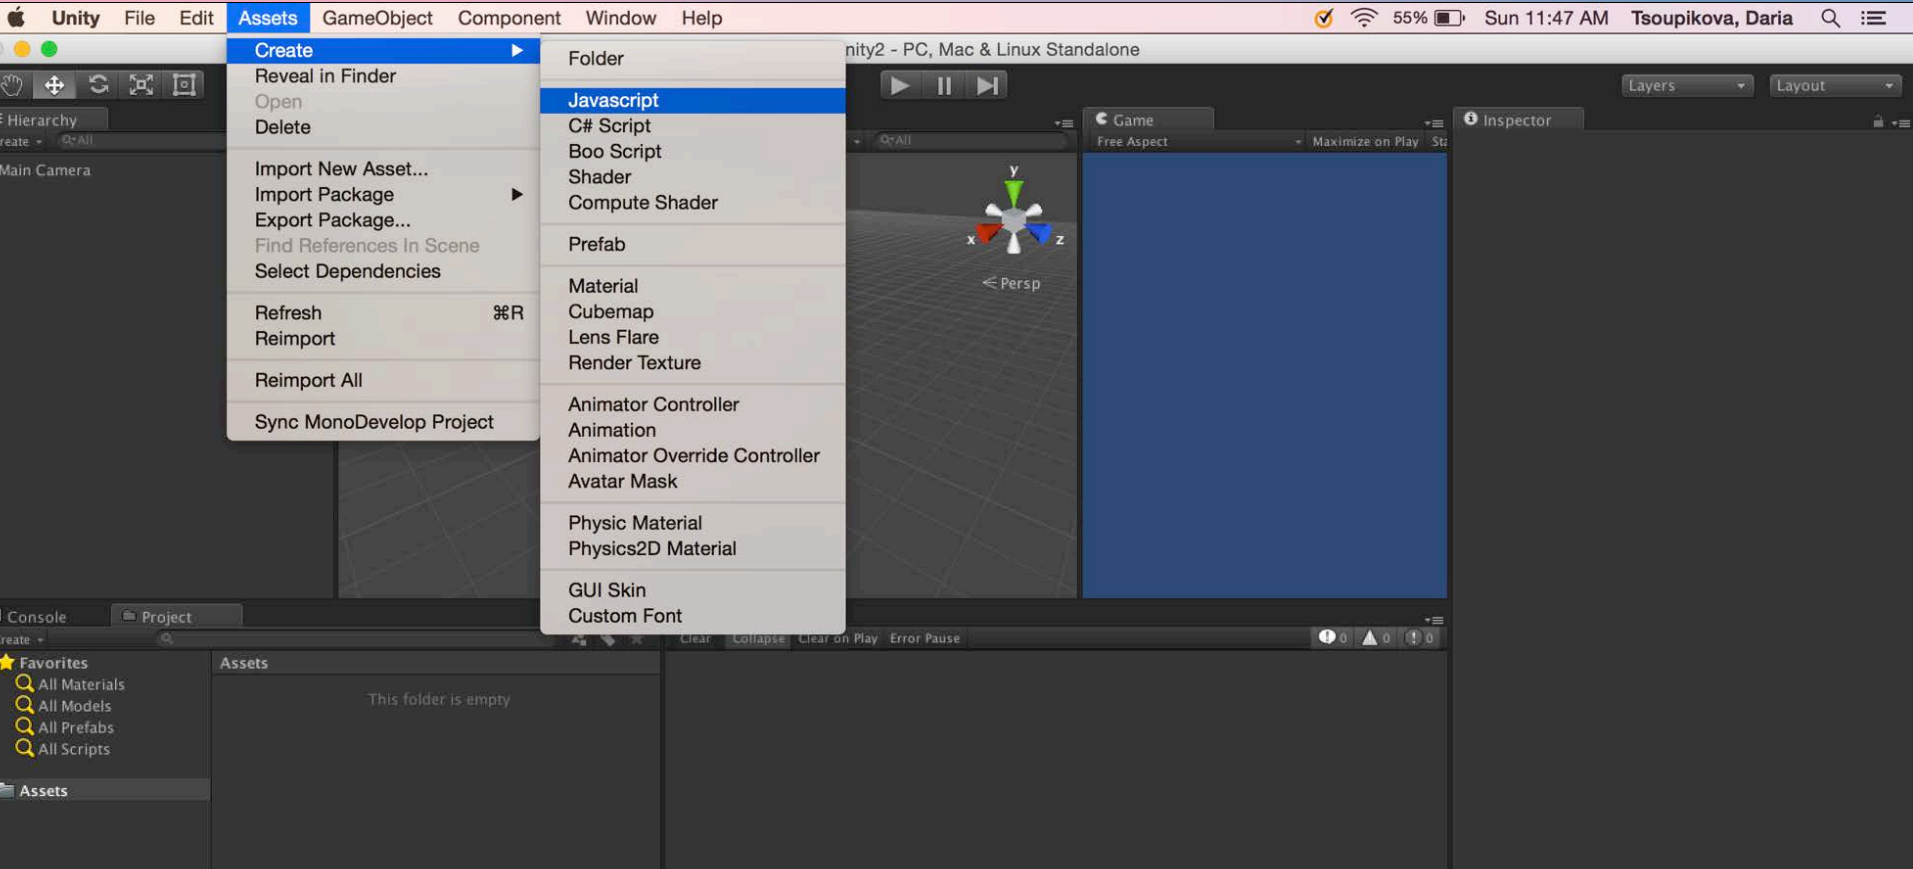 Unity File Edit Assets GameObject Component Window Help 55% Sun 11:47 AM Tsoupikova, Daria
nity2 - PC, Mac & Linux Standalone
Create
Reveal in Finder
Open
Delete
Import New Asset...
Import Package
Export Package...
Find References In Scene
Select Dependencies
Refresh ⌘R
Reimport
Reimport All
Sync MonoDevelop Project
Folder
Javascript
C# Script
Boo Script
Shader
Compute Shader
Prefab
Material
Cubemap
Lens Flare
Render Texture
Animator Controller
Animation
Animator Override Controller
Avatar Mask
Physic Material
Physics2D Material
GUI Skin
Custom Font
Layers Layout
Hierarchy
reate All
Main Camera
All
y
x z
Persp
Game
Free Aspect Maximize on Play Sta
Inspector
Console Project
reate
Clear Collapse Clear on Play Error Pause 0 0 0
Favorites
All Materials
All Models
All Prefabs
All Scripts
Assets
Assets
This folder is empty